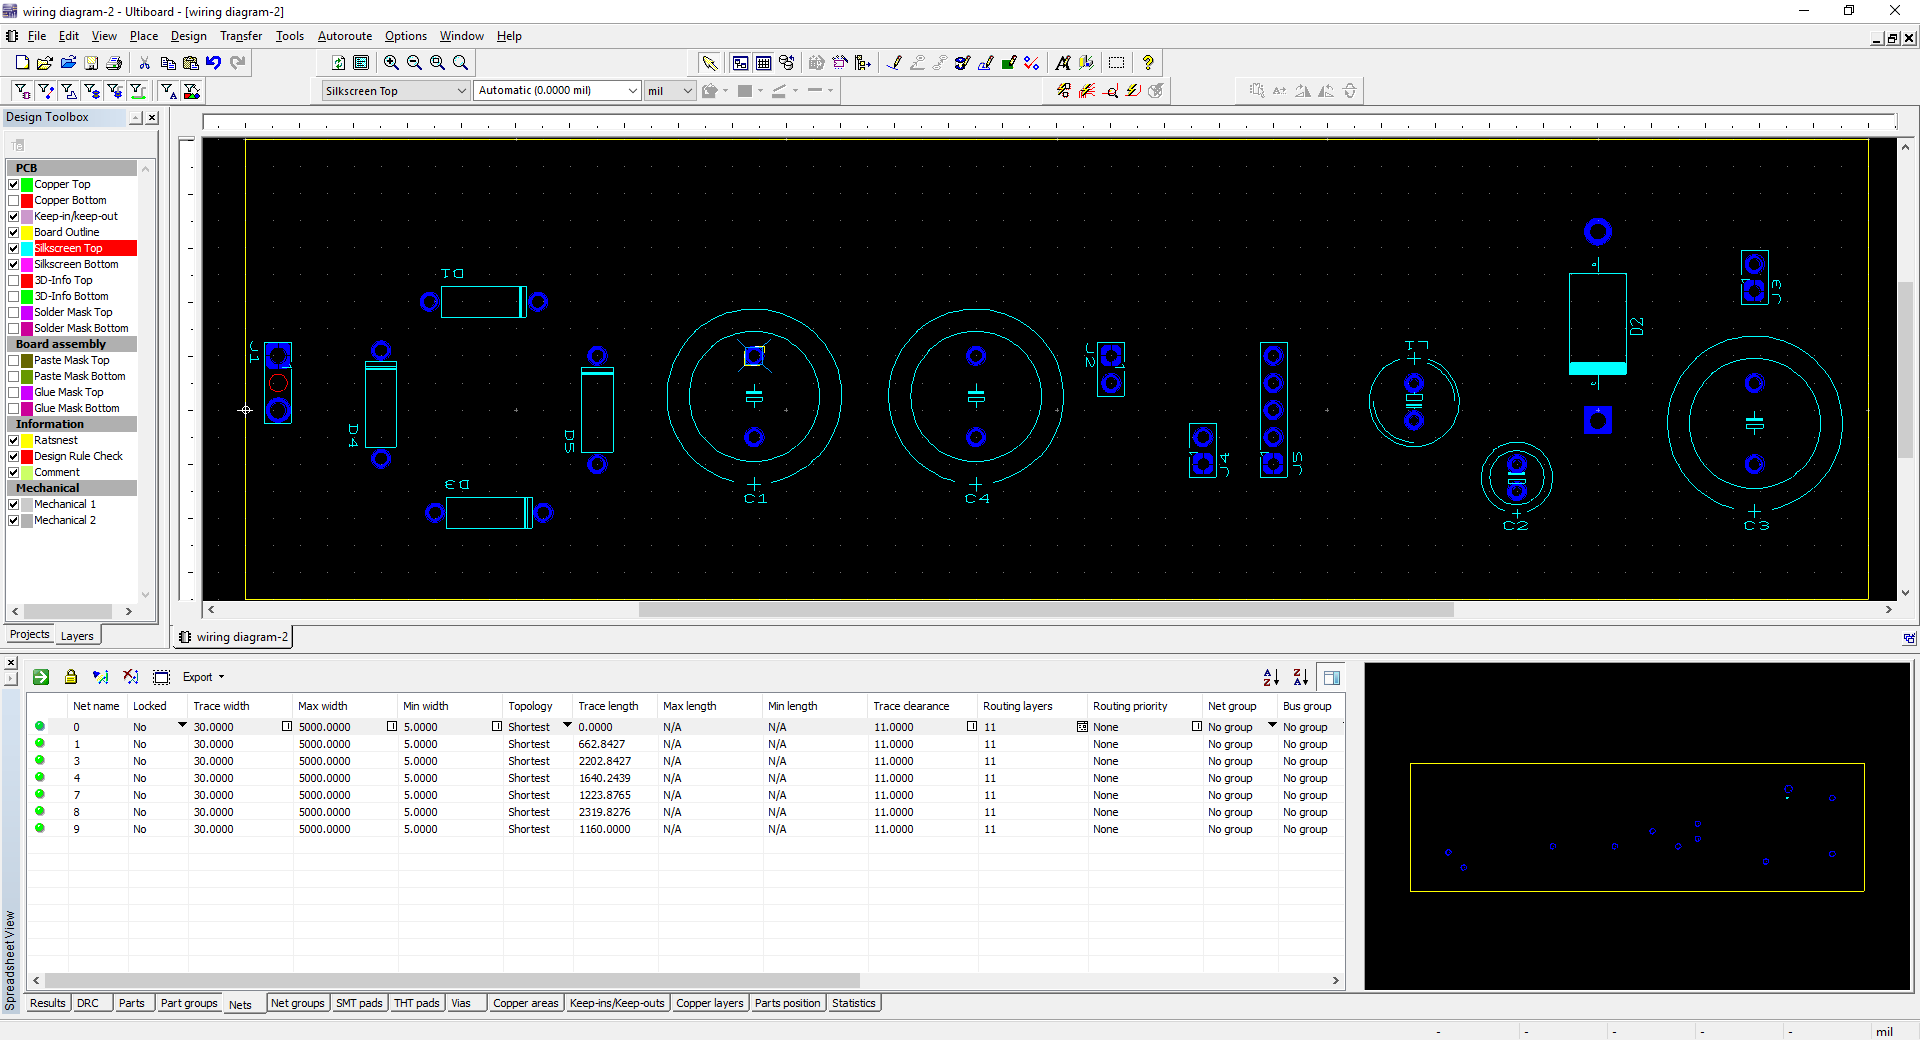 wiring diagram-2 - Ultiboard - [wiring diagram-2]
File Edit View Place Design Transfer Tools Autoroute Options Window Help
Silkscreen Top Automatic (0.0000 mil) mil
Design Toolbox
PCB
Copper Top
Copper Bottom
Keep-in/keep-out
Board Outline
Silkscreen Top
Silkscreen Bottom
3D-Info Top
3D-Info Bottom
Solder Mask Top
Solder Mask Bottom
Board assembly
Paste Mask Top
Paste Mask Bottom
Glue Mask Top
Glue Mask Bottom
Information
Ratsnest
Design Rule Check
Comment
Mechanical
Mechanical 1
Mechanical 2
Projects Layers
D1
J1
D4
D5
D3
C1
C4
J2
J4
J5
L1
C2
D2
J3
C3
wiring diagram-2
Export
Net name Locked Trace width Max width Min width Topology Trace length Max length Min length Trace clearance Routing layers Routing priority Net group Bus group
0 No 30.0000 5000.0000 5.0000 Shortest 0.0000 N/A N/A 11.0000 11 None No group No group
1 No 30.0000 5000.0000 5.0000 Shortest 662.8427 N/A N/A 11.0000 11 None No group No group
3 No 30.0000 5000.0000 5.0000 Shortest 2202.8427 N/A N/A 11.0000 11 None No group No group
4 No 30.0000 5000.0000 5.0000 Shortest 1640.2439 N/A N/A 11.0000 11 None No group No group
7 No 30.0000 5000.0000 5.0000 Shortest 1223.8765 N/A N/A 11.0000 11 None No group No group
8 No 30.0000 5000.0000 5.0000 Shortest 2319.8276 N/A N/A 11.0000 11 None No group No group
9 No 30.0000 5000.0000 5.0000 Shortest 1160.0000 N/A N/A 11.0000 11 None No group No group
Spreadsheet View
Results DRC Parts Part groups Nets Net groups SMT pads THT pads Vias Copper areas Keep-ins/Keep-outs Copper layers Parts position Statistics
- - - - - mil